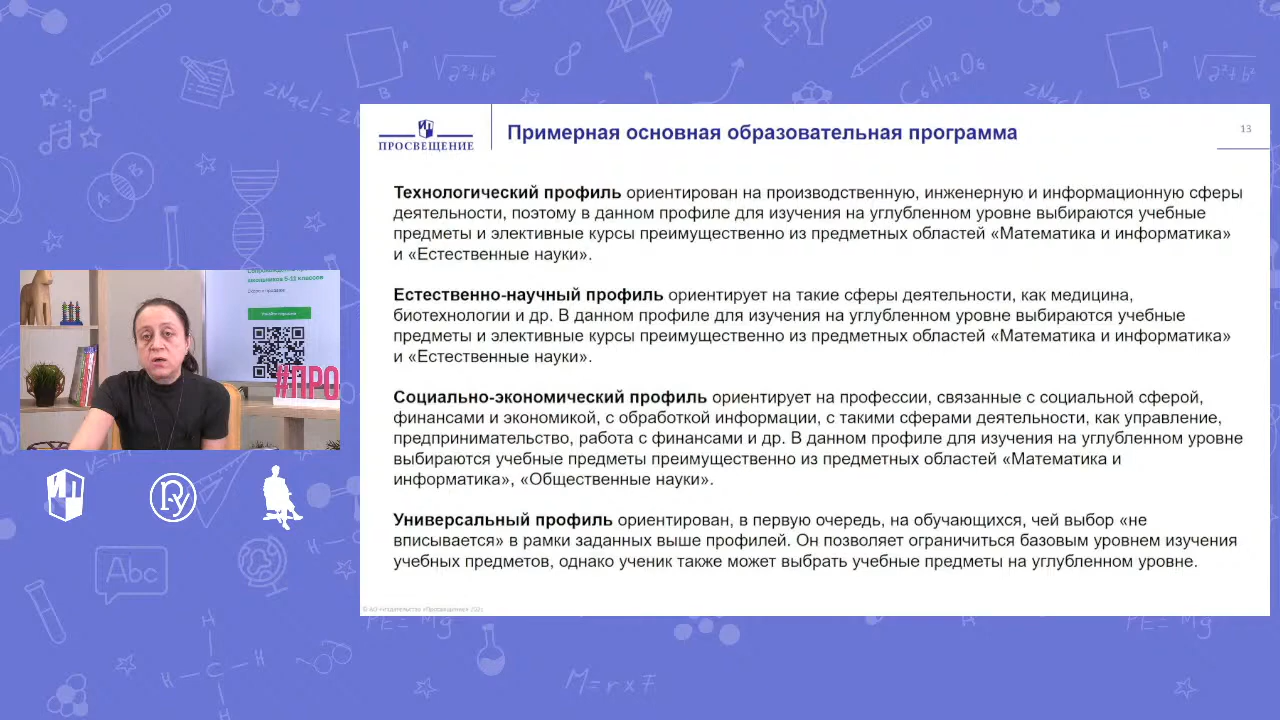 ПРОСВЕЩЕНИЕ
Примерная основная образовательная программа
13
Технологический профиль ориентирован на производственную, инженерную и информационную сферы
деятельности, поэтому в данном профиле для изучения на углубленном уровне выбираются учебные
предметы и элективные курсы преимущественно из предметных областей «Математика и информатика»
и «Естественные науки».
Естественно-научный профиль ориентирует на такие сферы деятельности, как медицина,
биотехнологии и др. В данном профиле для изучения на углубленном уровне выбираются учебные
предметы и элективные курсы преимущественно из предметных областей «Математика и информатика»
и «Естественные науки».
Социально-экономический профиль ориентирует на профессии, связанные с социальной сферой,
финансами и экономикой, с обработкой информации, с такими сферами деятельности, как управление,
предпринимательство, работа с финансами и др. В данном профиле для изучения на углубленном уровне
выбираются учебные предметы преимущественно из предметных областей «Математика и
информатика», «Общественные науки».
Универсальный профиль ориентирован, в первую очередь, на обучающихся, чей выбор «не
вписывается» в рамки заданных выше профилей. Он позволяет ограничиться базовым уровнем изучения
учебных предметов, однако ученик также может выбрать учебные предметы на углубленном уровне.
школьников 5-11 классов
#ПРО
Abc
M=rxF